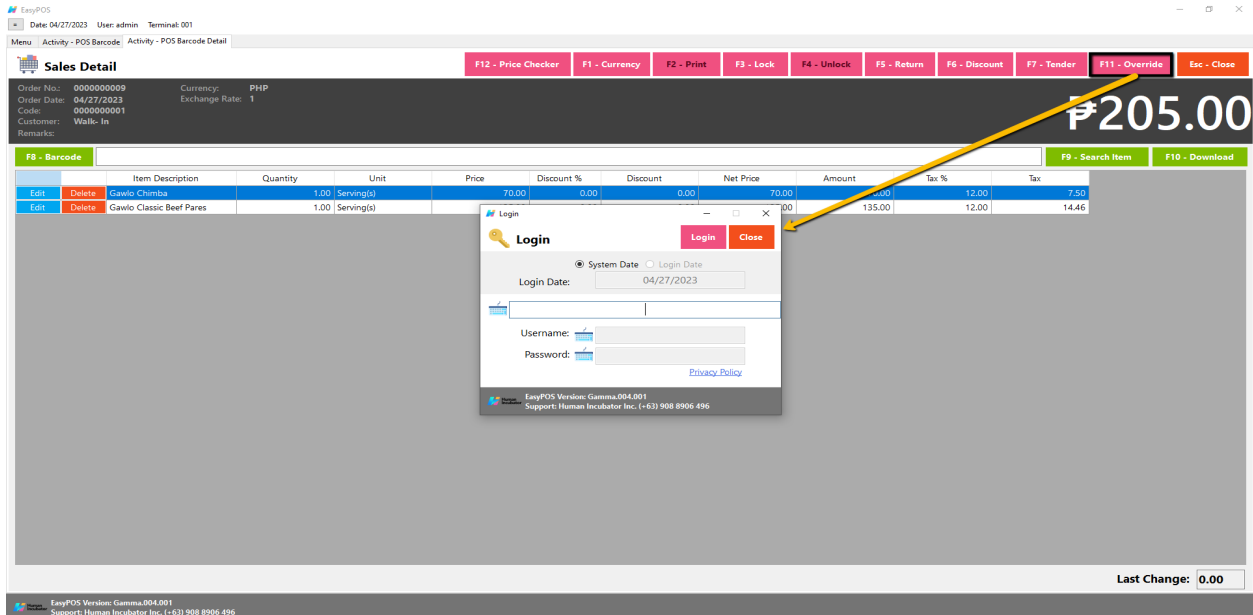 EasyPOS
Date: 04/27/2023 User: admin Terminal: 001
Menu Activity - POS Barcode Activity - POS Barcode Detail
Sales Detail
F12 - Price Checker F1 - Currency F2 - Print F3 - Lock F4 - Unlock F5 - Return F6 - Discount F7 - Tender F11 - Override Esc - Close
Order No.: 0000000009 Currency: PHP
Order Date: 04/27/2023 Exchange Rate: 1
Code: 0000000001
Customer: Walk- In
Remarks:
₱205.00
F8 - Barcode F9 - Search Item F10 - Download
Item Description Quantity Unit Price Discount % Discount Net Price Amount Tax % Tax
Edit Delete Gawlo Chimba 1.00 Serving(s) 70.00 0.00 0.00 70.00 12.00 7.50
Edit Delete Gawlo Classic Beef Pares 1.00 Serving(s) 135.00 12.00 14.46
Login
Login
Login Close
System Date Login Date
Login Date: 04/27/2023
Username:
Password:
Privacy Policy
Human Incubator
EasyPOS Version: Gamma.004.001
Support: Human Incubator Inc. (+63) 908 8906 496
Last Change: 0.00
Human Incubator
EasyPOS Version: Gamma.004.001
Support: Human Incubator Inc. (+63) 908 8906 496